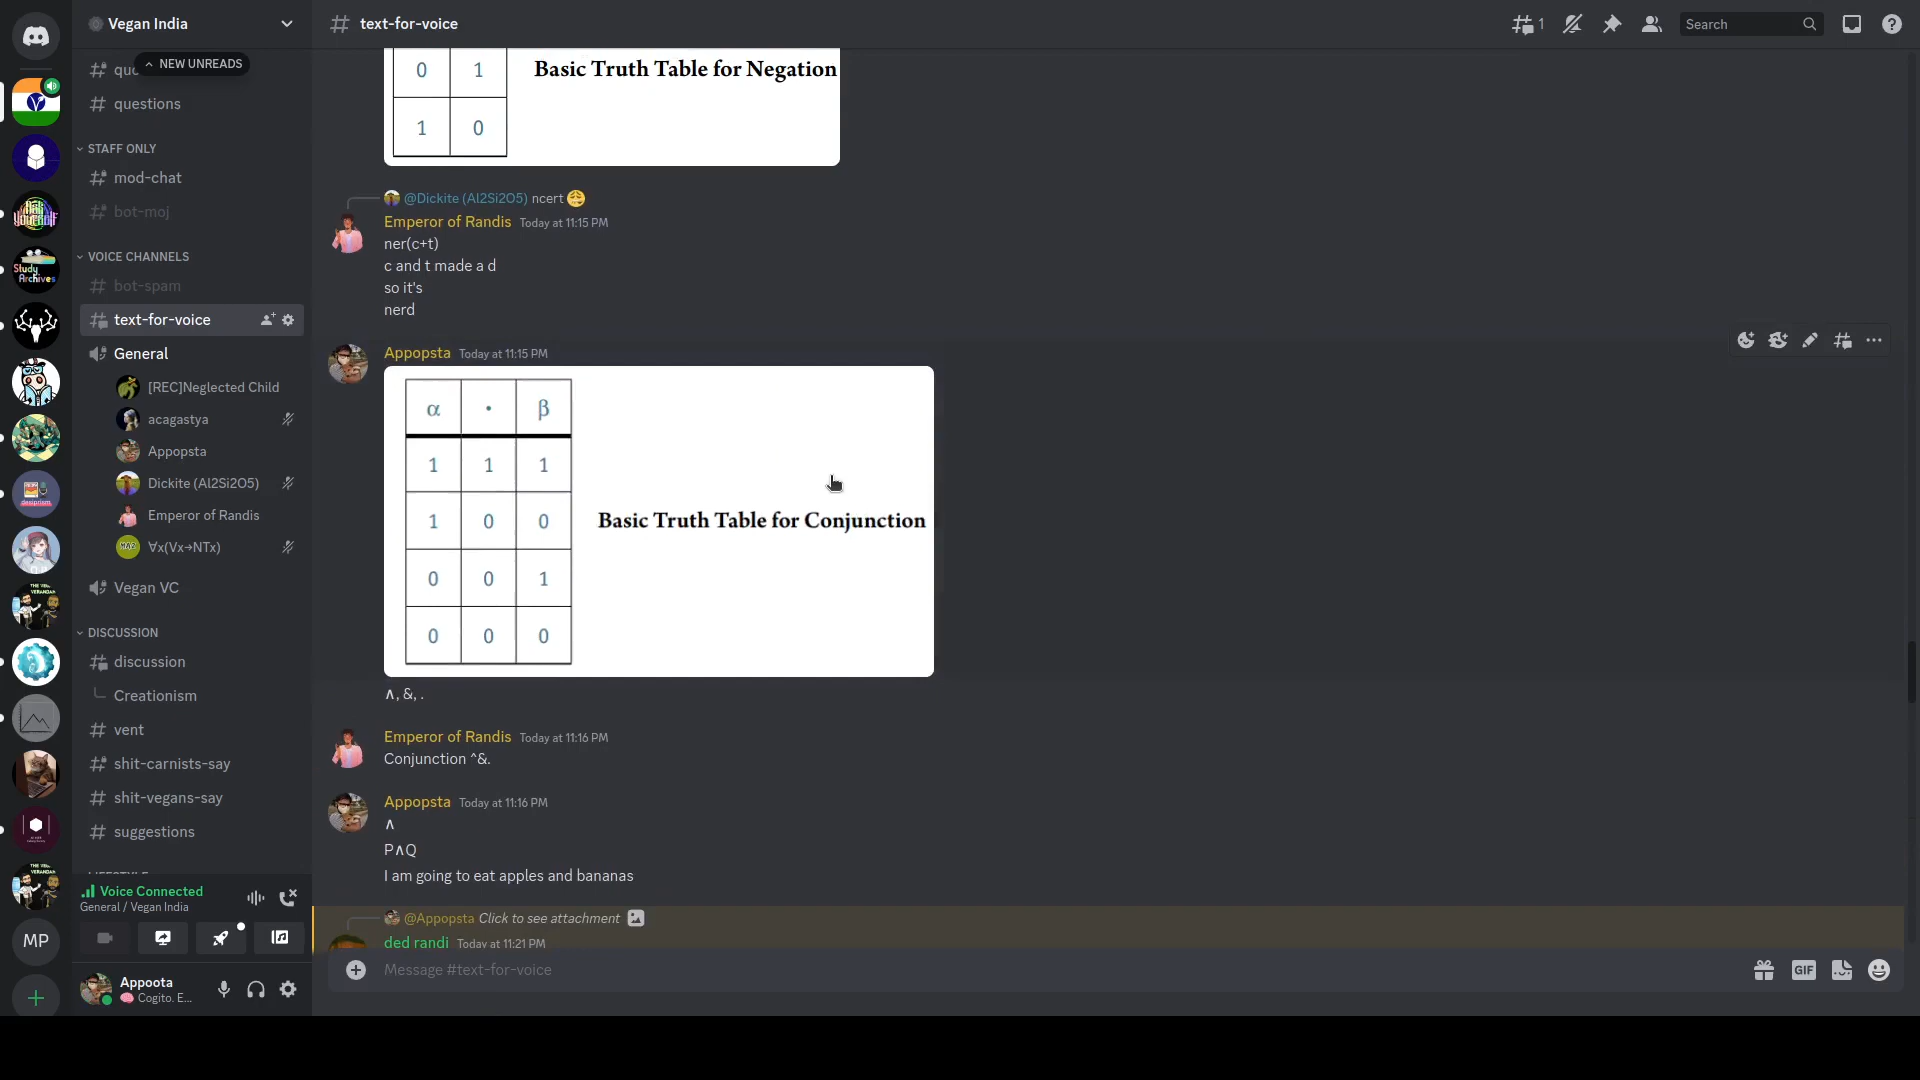 Vegan India
NEW UNREADS
questions
STAFF ONLY
mod-chat
bot-moj
VOICE CHANNELS
bot-spam
text-for-voice
General
[REC]Neglected Child
acagastya
Appopsta
Dickite (Al2Si2O5)
Emperor of Randis
∀x(Vx→NTx)
Vegan VC
DISCUSSION
discussion
Creationism
vent
shit-carnists-say
shit-vegans-say
suggestions
Voice Connected
General / Vegan India
Appoota
Cogito. E...
MP
Study
Archives
text-for-voice
1
Search
0 1
1 0
Basic Truth Table for Negation
@Dickite (Al2Si2O5) ncert
Emperor of Randis Today at 11:15 PM
ner(c+t)
c and t made a d
so it's
nerd
Appopsta Today at 11:15 PM
α · β
1 1 1
1 0 0
0 0 1
0 0 0
Basic Truth Table for Conjunction
∧, &, .
Emperor of Randis Today at 11:16 PM
Conjunction ^&.
Appopsta Today at 11:16 PM
∧
P∧Q
I am going to eat apples and bananas
@Appopsta Click to see attachment
ded randi Today at 11:21 PM
Message #text-for-voice
GIF